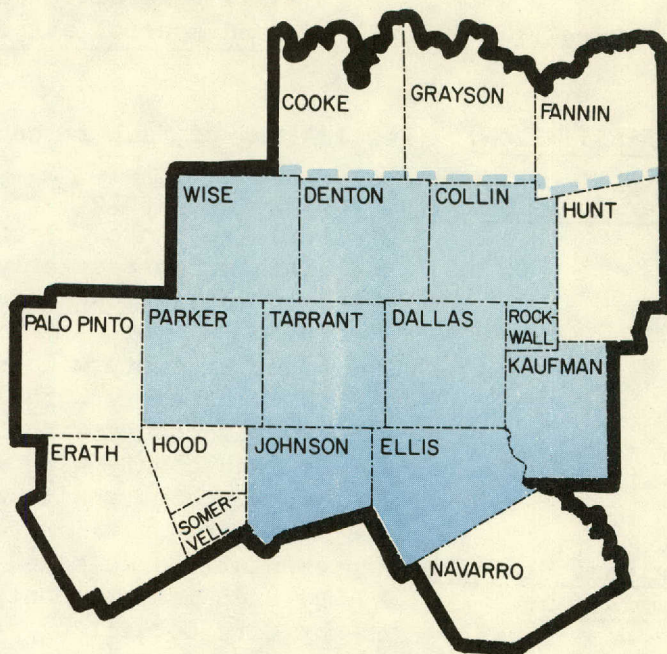 COOKE
GRAYSON
FANNIN
WISE
DENTON
COLLIN
HUNT
PALO PINTO
PARKER
TARRANT
DALLAS
ROCK-
WALL
KAUFMAN
ERATH
HOOD
JOHNSON
ELLIS
SOMER-
VELL
NAVARRO